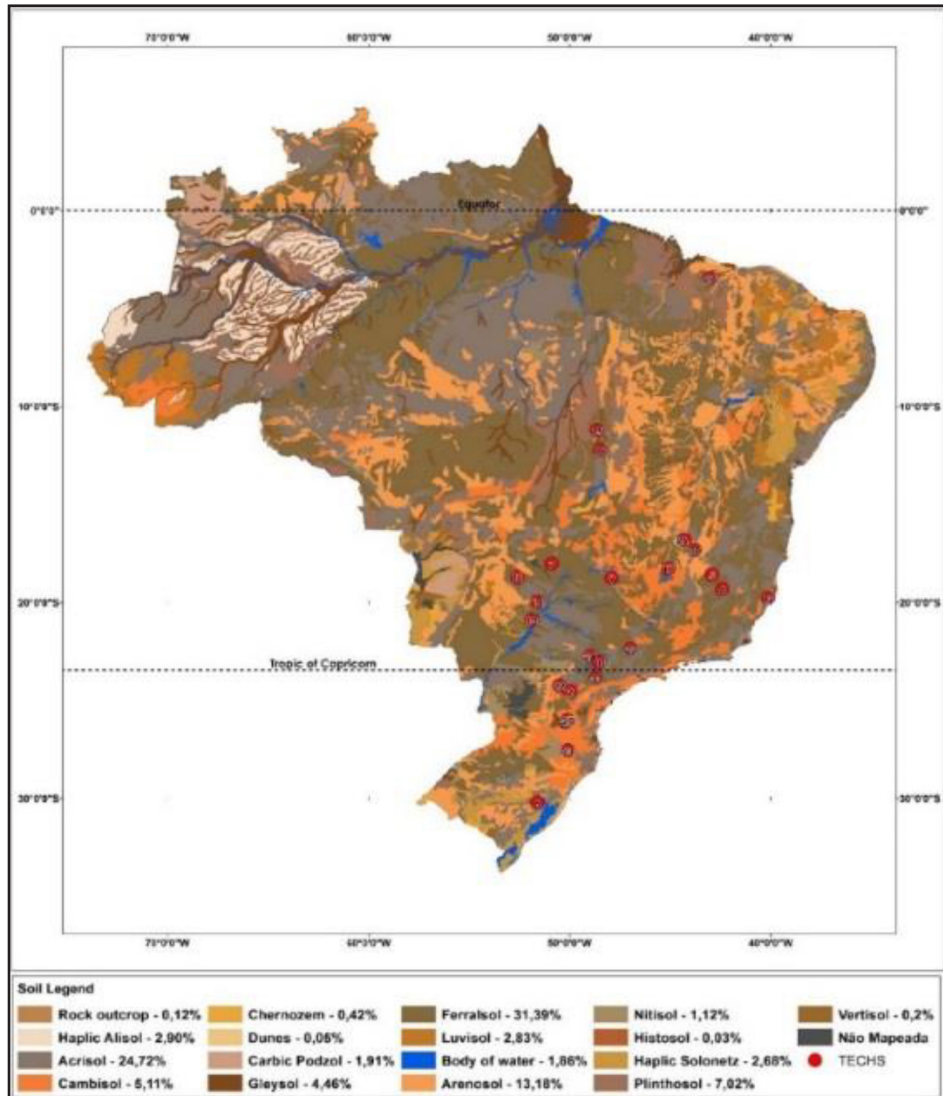 70°0'0"W 60°0'0"W 50°0'0"W 40°0'0"W
Equator
0°0'0" 0°0'0"
10°0'0"S 10°0'0"S
20°0'0"S 20°0'0"S
Tropic of Capricorn
30°0'0"S 30°0'0"S
70°0'0"W 60°0'0"W 50°0'0"W 40°0'0"W
Soil Legend
Rock outcrop - 0,12% Chernozem - 0,42% Ferralsol - 31,39% Nitisol - 1,12% Vertisol - 0,2%
Haplic Alisol - 2,90% Dunes - 0,05% Luvisol - 2,83% Histosol - 0,03% Não Mapeada
Acrisol - 24,72% Carbic Podzol - 1,91% Body of water - 1,86% Haplic Solonetz - 2,68% TECHS
Cambisol - 5,11% Gleysol - 4,46% Arenosol - 13,18% Plinthosol - 7,02%